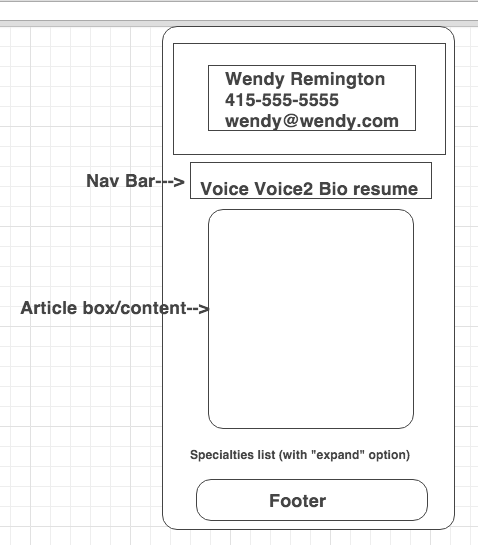 Wendy Remington
415-555-5555
wendy@wendy.com
Nav Bar--->
Voice Voice2 Bio resume
Article box/content-->
Specialties list (with "expand" option)
Footer